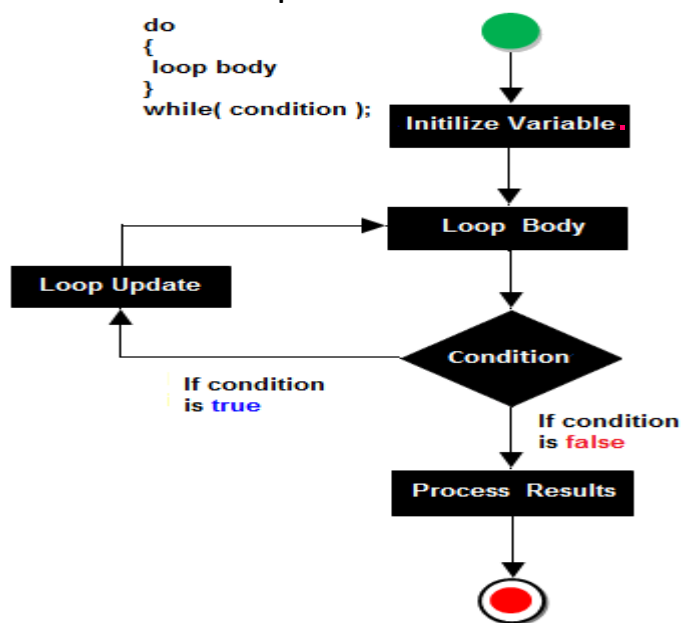 do
{
loop body
}
while( condition );
Initilize Variable.
Loop Body
Loop Update
Condition
If condition
is true
If condition
is false
Process Results